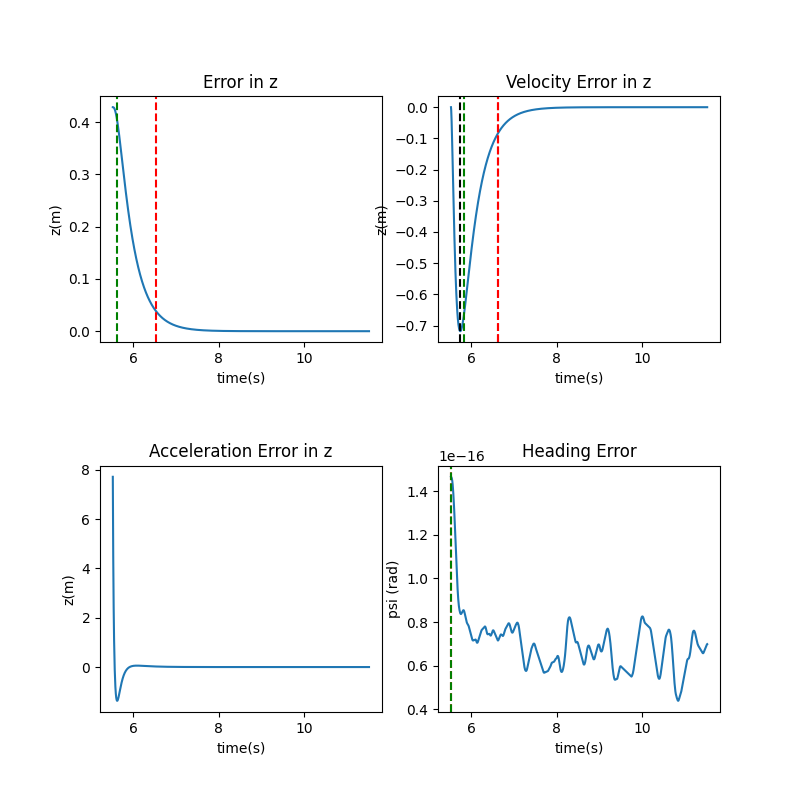 Error in z
z(m)
0.4
0.3
0.2
0.1
0.0
6 8 10
time(s)
Velocity Error in z
z(m)
0.0
−0.1
−0.2
−0.3
−0.4
−0.5
−0.6
−0.7
6 8 10
time(s)
Acceleration Error in z
z(m)
8
6
4
2
0
6 8 10
time(s)
Heading Error
1e−16
psi (rad)
1.4
1.2
1.0
0.8
0.6
0.4
6 8 10
time(s)